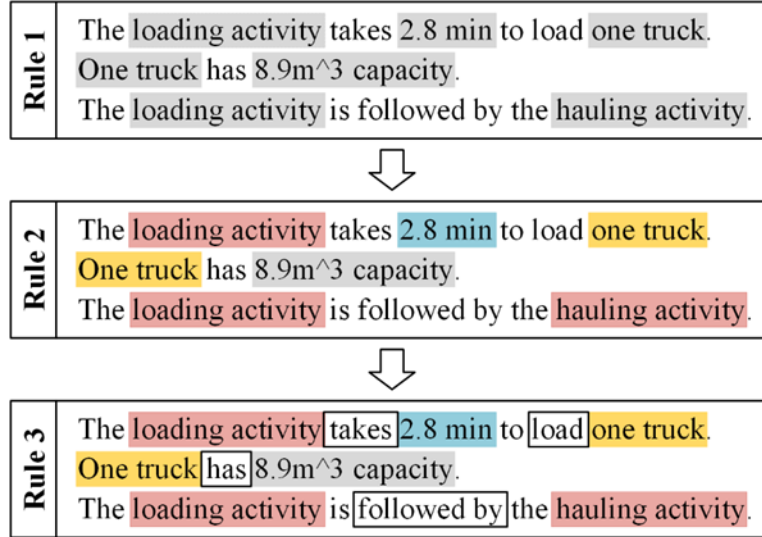 Rule 1
The loading activity takes 2.8 min to load one truck.
One truck has 8.9m^3 capacity.
The loading activity is followed by the hauling activity.
Rule 2
The loading activity takes 2.8 min to load one truck.
One truck has 8.9m^3 capacity.
The loading activity is followed by the hauling activity.
Rule 3
The loading activity takes 2.8 min to load one truck.
One truck has 8.9m^3 capacity.
The loading activity is followed by the hauling activity.